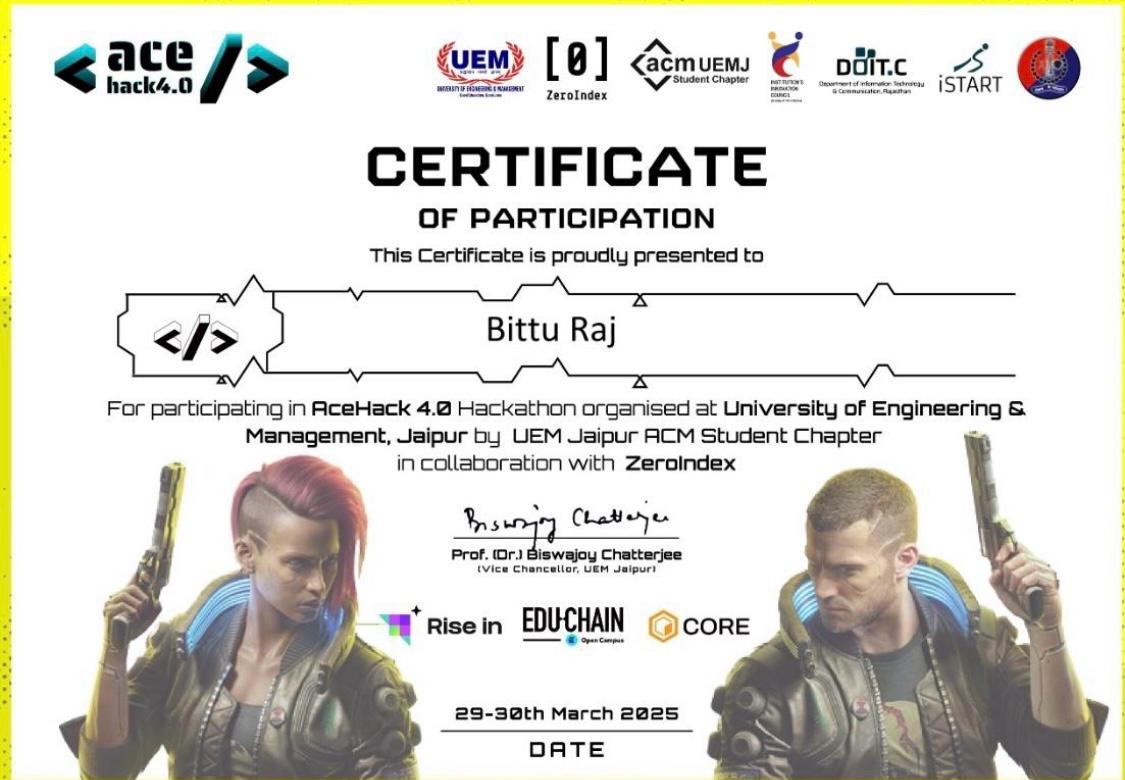 ace
hack4.0
UEM
UNIVERSITY OF ENGINEERING & MANAGEMENT
[0]
ZeroIndex
acm UEMJ
Student Chapter
INSTITUTION'S
INNOVATION
COUNCIL
DOIT.C
Department of Information Technology
& Communication, Rajasthan
iSTART
CERTIFICATE
OF PARTICIPATION
This Certificate is proudly presented to
</>
Bittu Raj
For participating in AceHack 4.0 Hackathon organised at University of Engineering &
Management, Jaipur by UEM Jaipur ACM Student Chapter
in collaboration with ZeroIndex
Biswajoy Chatterjee
Prof. (Dr.) Biswajoy Chatterjee
(Vice Chancellor, UEM Jaipur)
Rise in
EDU·CHAIN
Open Campus
CORE
29-30th March 2025
DATE